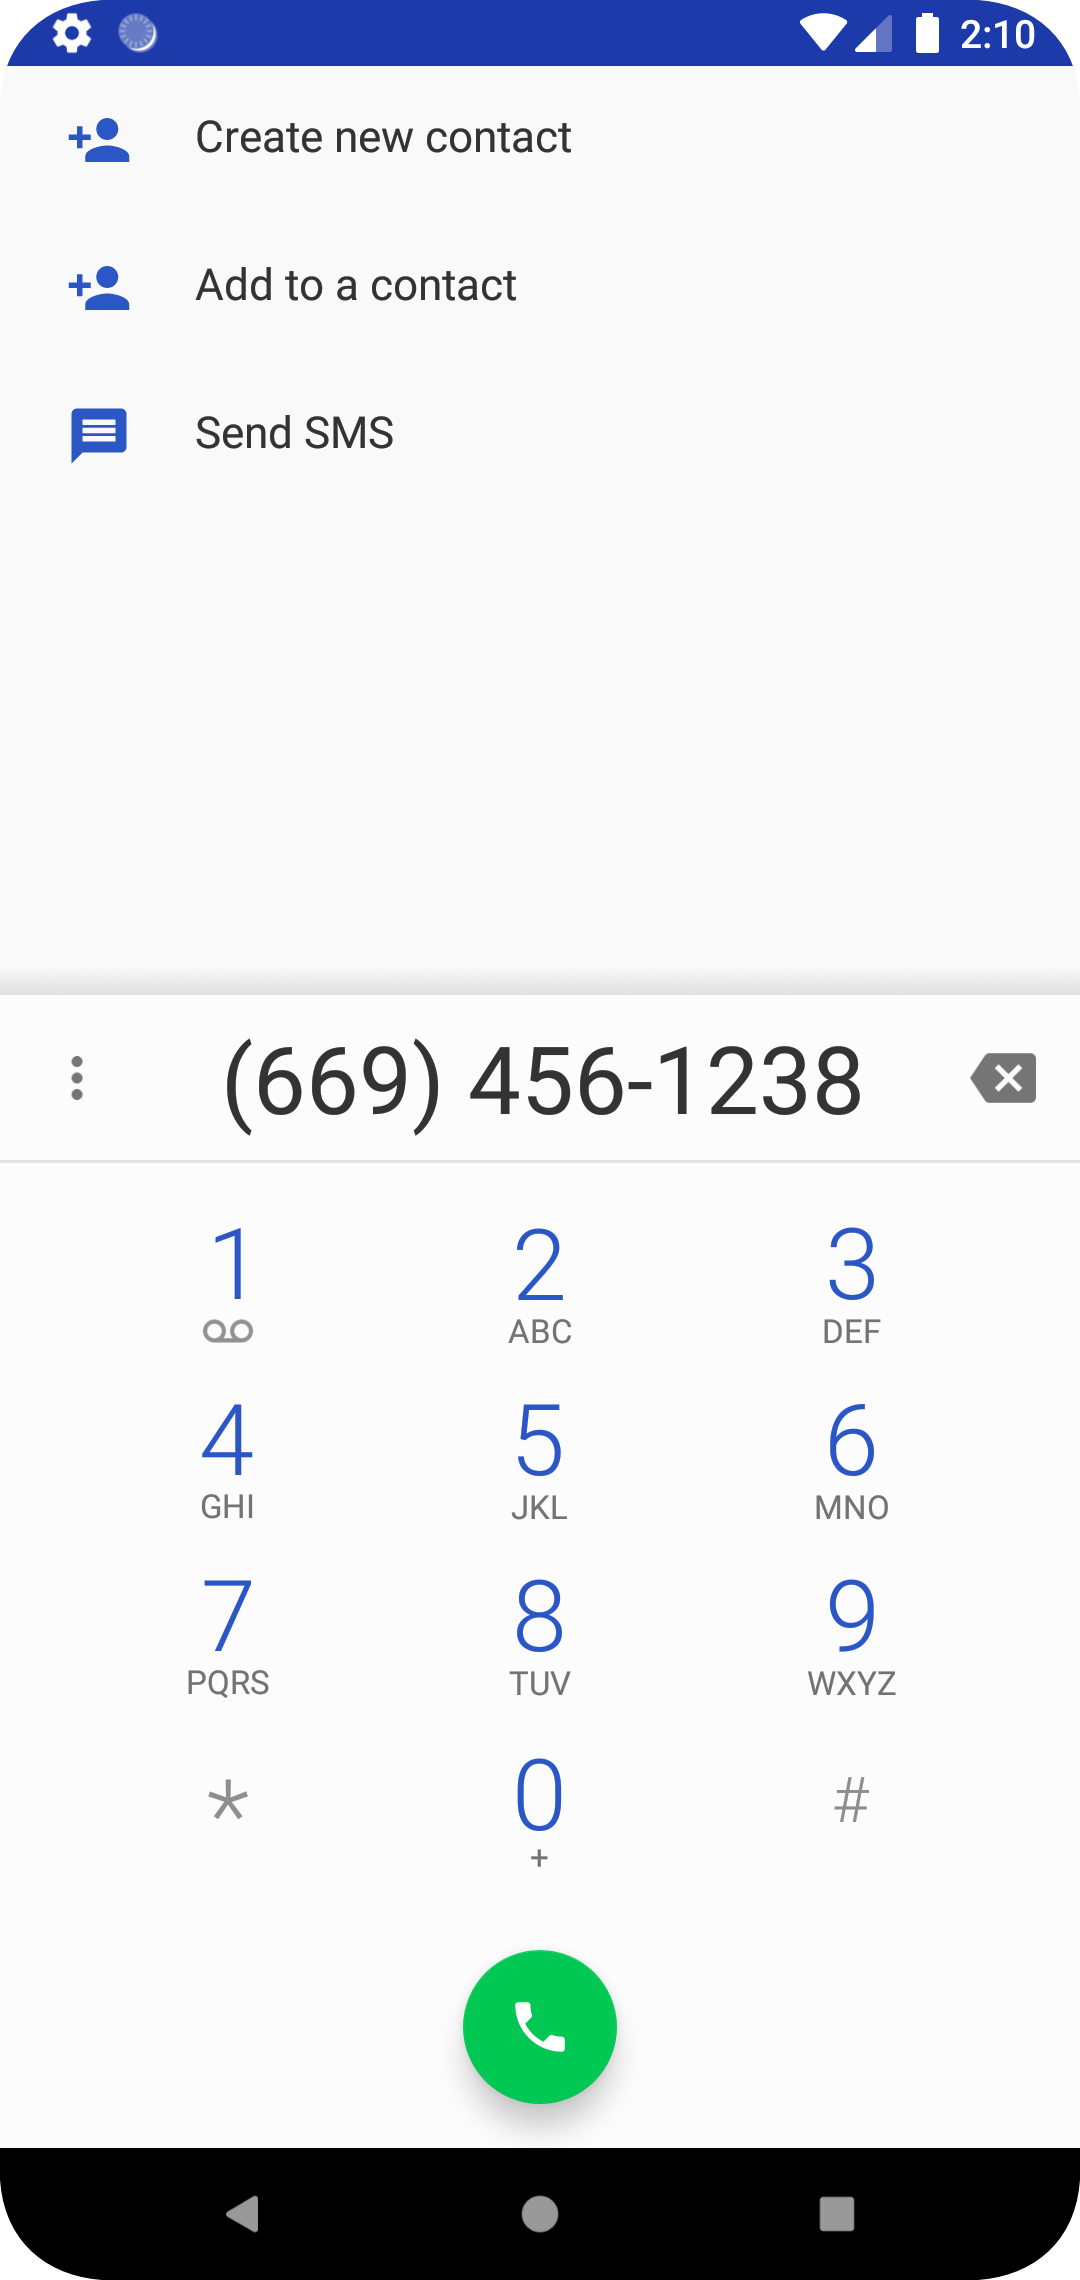 2:10
Create new contact
Add to a contact
Send SMS
(669) 456-1238
1 2 3
ABC DEF
4 5 6
GHI JKL MNO
7 8 9
PQRS TUV WXYZ
* 0 #
+